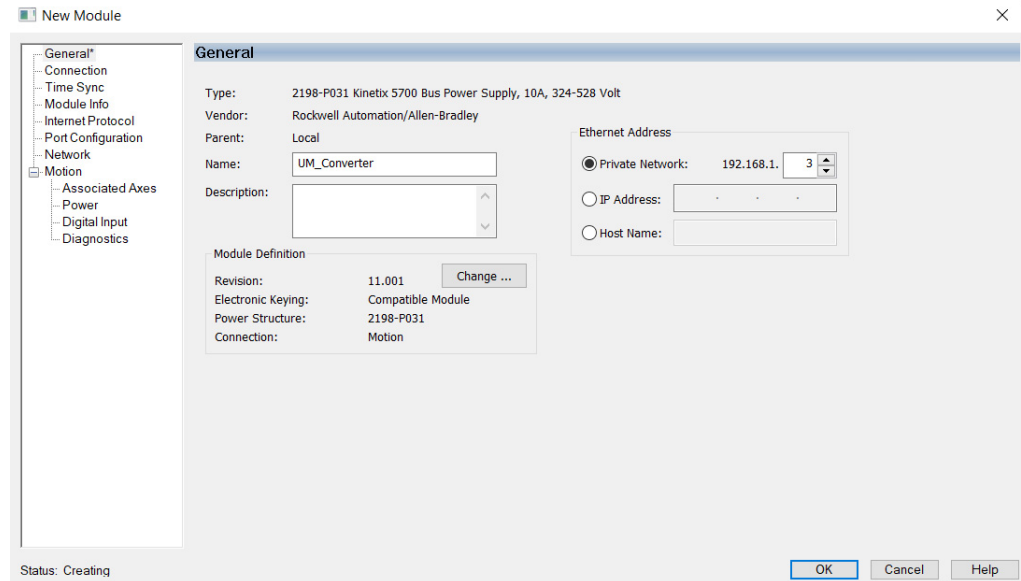 New Module
General*
Connection
Time Sync
Module Info
Internet Protocol
Port Configuration
Network
Motion
Associated Axes
Power
Digital Input
Diagnostics
General
Type: 2198-P031 Kinetix 5700 Bus Power Supply, 10A, 324-528 Volt
Vendor: Rockwell Automation/Allen-Bradley
Parent: Local
Name: UM_Converter
Description:
Module Definition
Change ...
Revision: 11.001
Electronic Keying: Compatible Module
Power Structure: 2198-P031
Connection: Motion
Ethernet Address
Private Network: 192.168.1. 3
IP Address: . . .
Host Name:
Status: Creating
OK Cancel Help